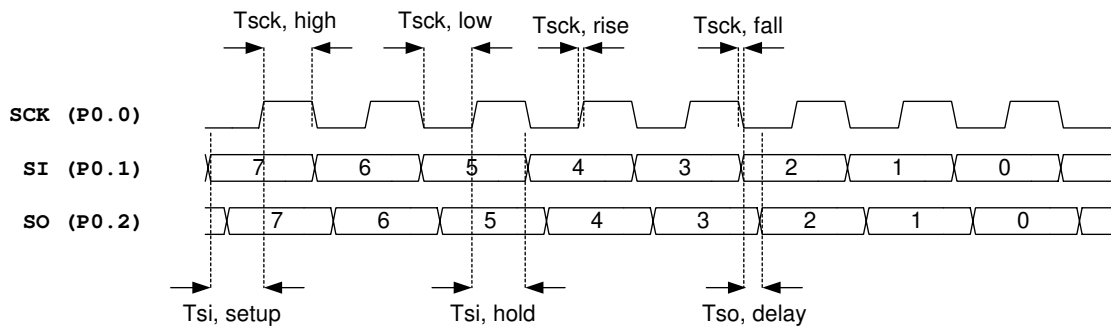 Tsck, high Tsck, low Tsck, rise Tsck, fall
SCK (P0.0)
SI (P0.1) 7 6 5 4 3 2 1 0
SO (P0.2) 7 6 5 4 3 2 1 0
Tsi, setup Tsi, hold Tso, delay